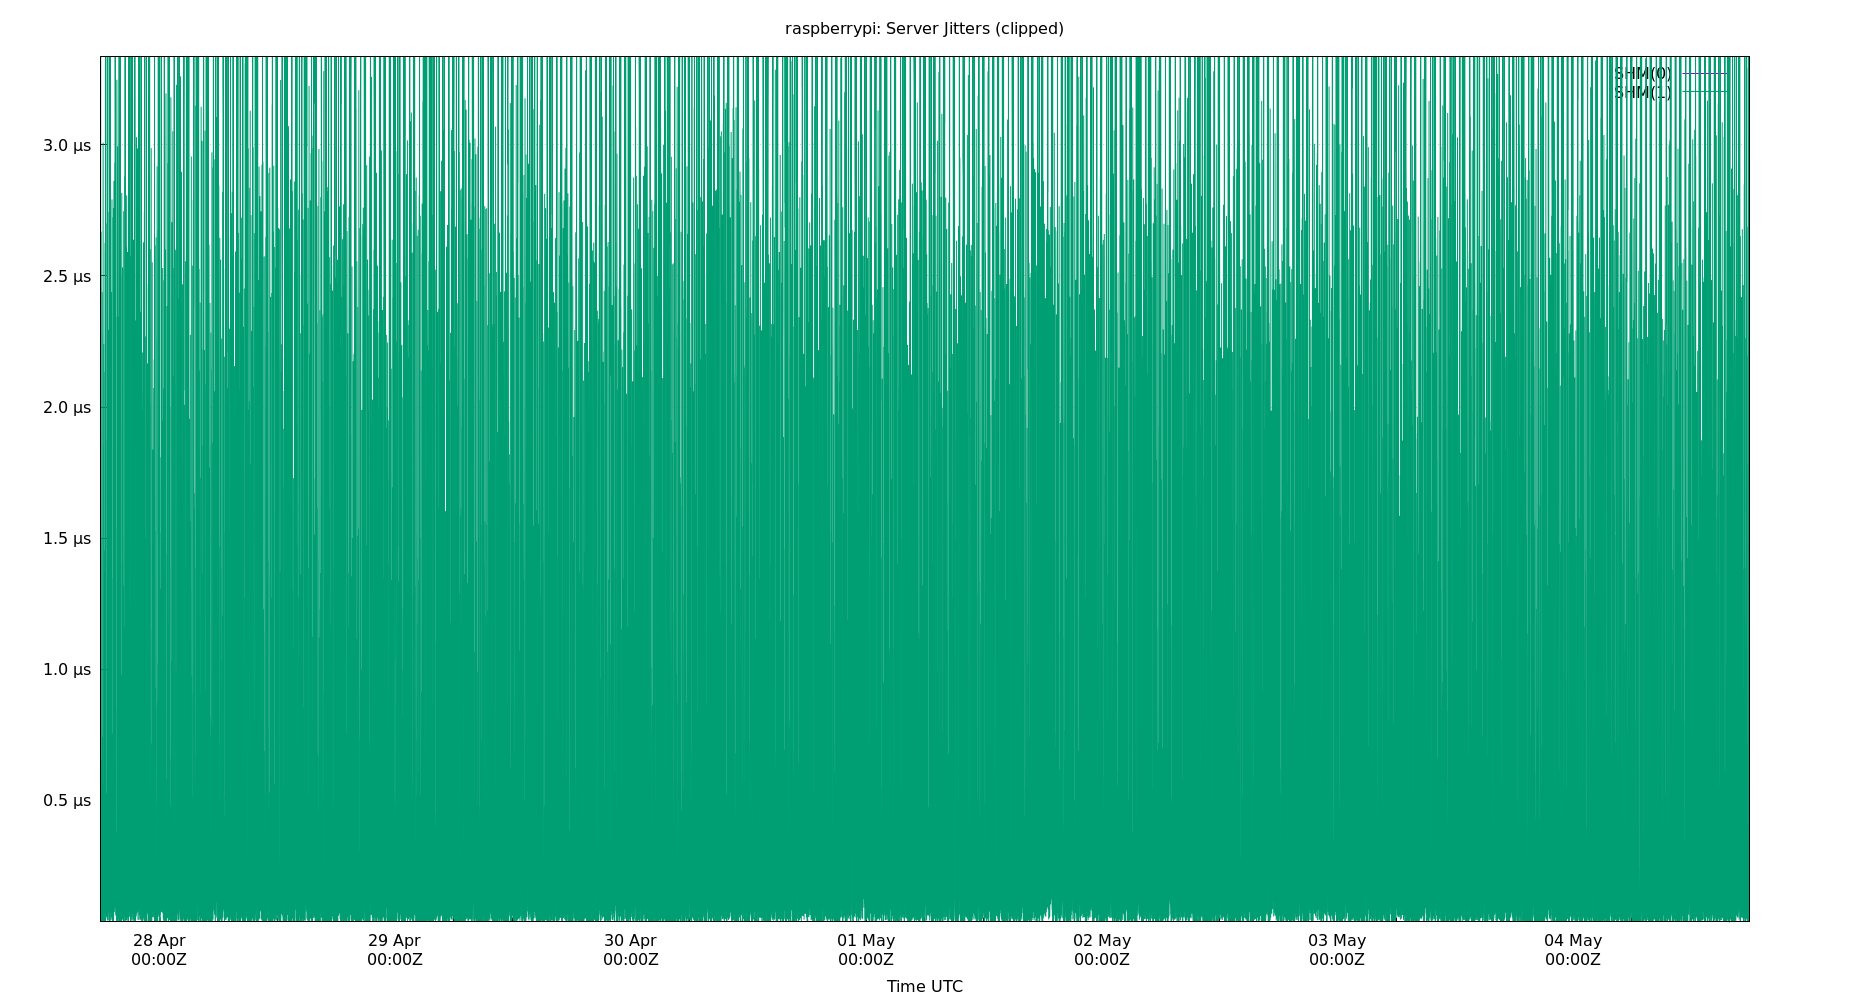 raspberrypi: Server Jitters (clipped)
SHM(0)
SHM(1)
3.0 µs
2.5 µs
2.0 µs
1.5 µs
1.0 µs
0.5 µs
28 Apr 29 Apr 30 Apr 01 May 02 May 03 May 04 May
00:00Z 00:00Z 00:00Z 00:00Z 00:00Z 00:00Z 00:00Z
Time UTC